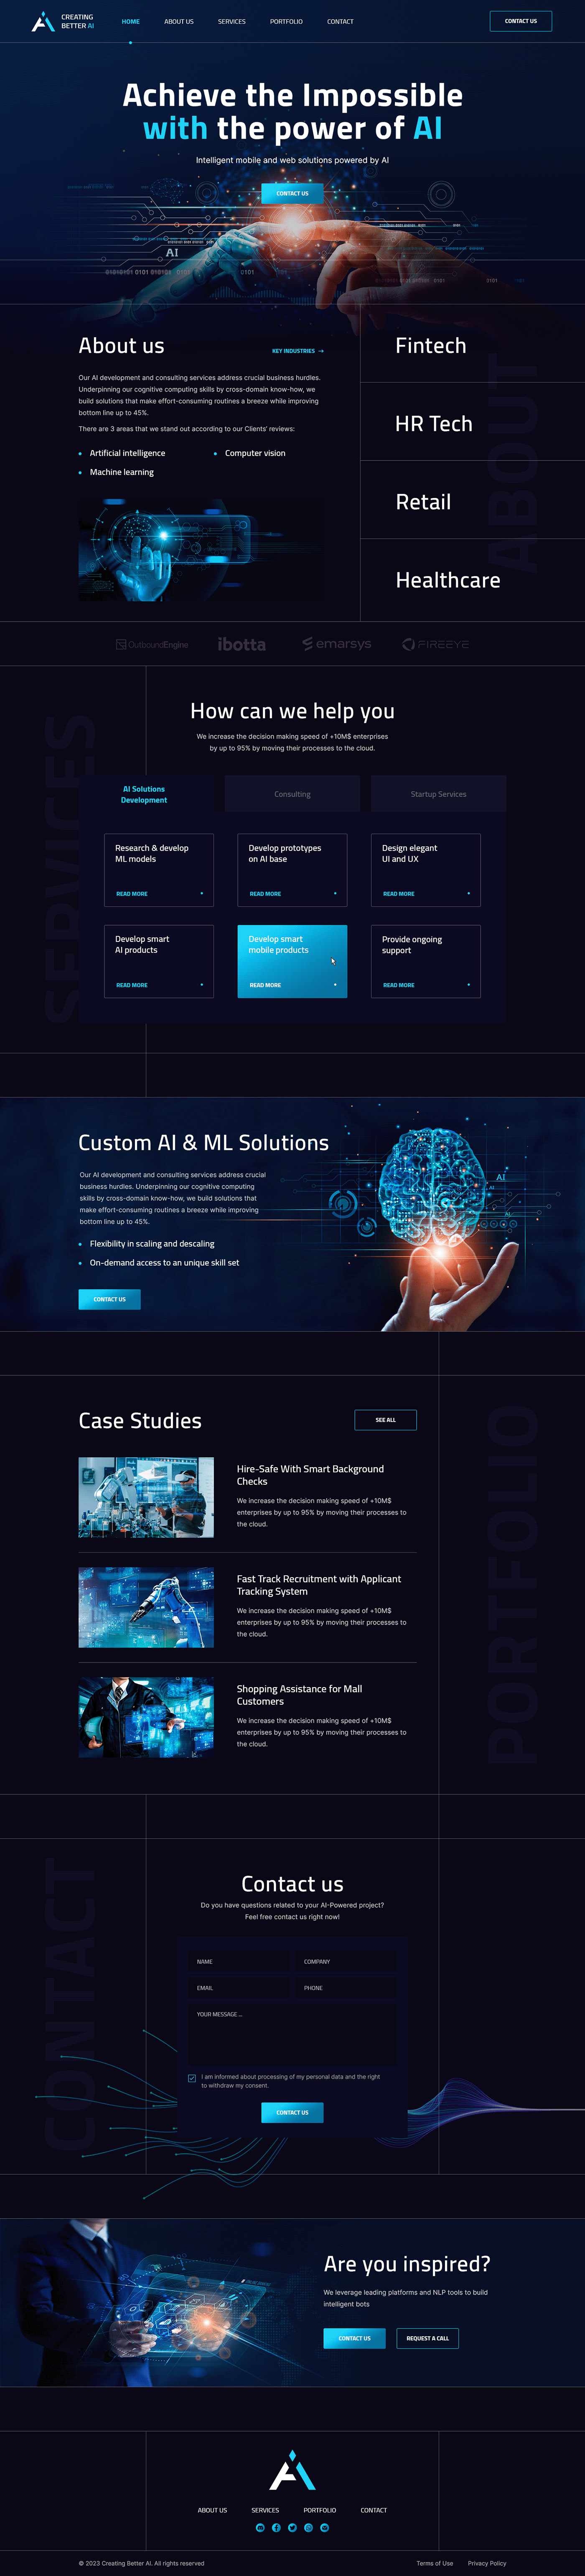 CREATING
BETTER AI
HOME
ABOUT US
SERVICES
PORTFOLIO
CONTACT
CONTACT US
Achieve the Impossible
with the power of AI
Intelligent mobile and web solutions powered by AI
CONTACT US
AI
01010101 0101 010101 0101
0101
0101
0101
About us
KEY INDUSTRIES →
Our AI development and consulting services address crucial business hurdles.
Underpinning our cognitive computing skills by cross-domain know-how, we
build solutions that make effort-consuming routines a breeze while improving
bottom line up to 45%.
There are 3 areas that we stand out according to our Clients' reviews:
Artificial intelligence
Computer vision
Machine learning
Fintech
HR Tech
Retail
Healthcare
ABOUT
OutboundEngine
ibotta
emarsys
FIREEYE
SERVICES
How can we help you
We increase the decision making speed of +10M$ enterprises
by up to 95% by moving their processes to the cloud.
AI Solutions
Development
Consulting
Startup Services
Research & develop
ML models
READ MORE
Develop prototypes
on AI base
READ MORE
Design elegant
UI and UX
READ MORE
Develop smart
AI products
READ MORE
Develop smart
mobile products
READ MORE
Provide ongoing
support
READ MORE
Custom AI & ML Solutions
Our AI development and consulting services address crucial
business hurdles. Underpinning our cognitive computing
skills by cross-domain know-how, we build solutions that
make effort-consuming routines a breeze while improving
bottom line up to 45%.
Flexibility in scaling and descaling
On-demand access to an unique skill set
CONTACT US
AI
AI
AI
Case Studies
SEE ALL
PORTFOLIO
Hire-Safe With Smart Background
Checks
We increase the decision making speed of +10M$
enterprises by up to 95% by moving their processes to
the cloud.
Fast Track Recruitment with Applicant
Tracking System
We increase the decision making speed of +10M$
enterprises by up to 95% by moving their processes to
the cloud.
Shopping Assistance for Mall
Customers
We increase the decision making speed of +10M$
enterprises by up to 95% by moving their processes to
the cloud.
CONTACT
Contact us
Do you have questions related to your AI-Powered project?
Feel free contact us right now!
NAME
COMPANY
EMAIL
PHONE
YOUR MESSAGE ...
I am informed about processing of my personal data and the right
to withdraw my consent.
CONTACT US
Are you inspired?
We leverage leading platforms and NLP tools to build
intelligent bots
CONTACT US
REQUEST A CALL
ABOUT US
SERVICES
PORTFOLIO
CONTACT
© 2023 Creating Better AI. All rights reserved
Terms of Use
Privacy Policy